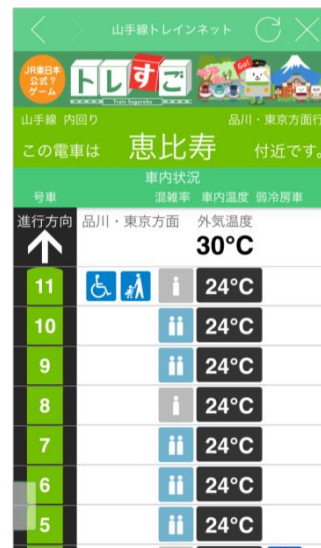 山手線トレインネット
JR東日本
公式?
ゲーム
トレすご
Train Sugoroku
Go!
山手線 内回り 品川・東京方面行
この電車は 恵比寿 付近です。
車内状況
号車 混雑率 車内温度 弱冷房車
進行方向 品川・東京方面 外気温度
30°C
11 24°C
10 24°C
9 24°C
8 24°C
7 24°C
6 24°C
5 24°C